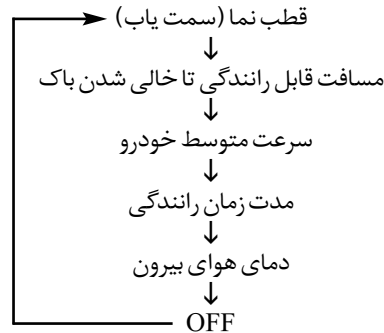 قطب نما (سمت یاب)
مسافت قابل رانندگی تا خالی شدن باک
سرعت متوسط خودرو
مدت زمان رانندگی
دمای هوای بیرون
OFF